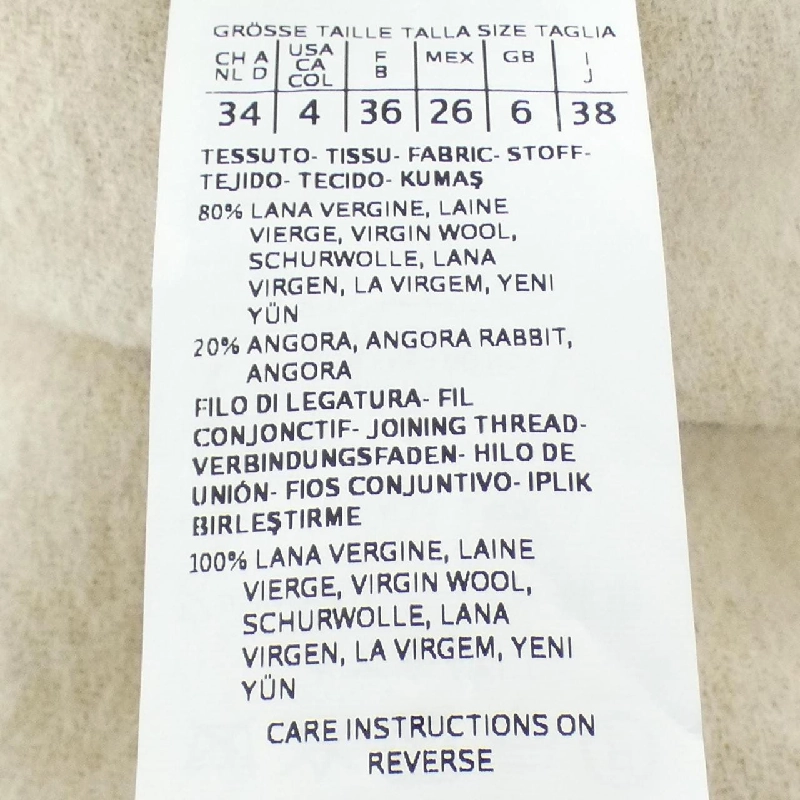 GRÖSSE TAILLE TALLA SIZE TAGLIA
CH A NL D | USA CA COL | F B | MEX | GB | I J
34 | 4 | 36 | 26 | 6 | 38
TESSUTO- TISSU- FABRIC- STOFF-
TEJIDO- TECIDO- KUMAŞ
80% LANA VERGINE, LAINE
VIERGE, VIRGIN WOOL,
SCHURWOLLE, LANA
VIRGEN, LA VIRGEM, YENI
YÜN
20% ANGORA, ANGORA RABBIT,
ANGORA
FILO DI LEGATURA- FIL
CONJONCTIF- JOINING THREAD-
VERBINDUNGSFADEN- HILO DE
UNIÓN- FIOS CONJUNTIVO- IPLIK
BIRLEŞTIRME
100% LANA VERGINE, LAINE
VIERGE, VIRGIN WOOL,
SCHURWOLLE, LANA
VIRGEN, LA VIRGEM, YENI
YÜN
CARE INSTRUCTIONS ON
REVERSE